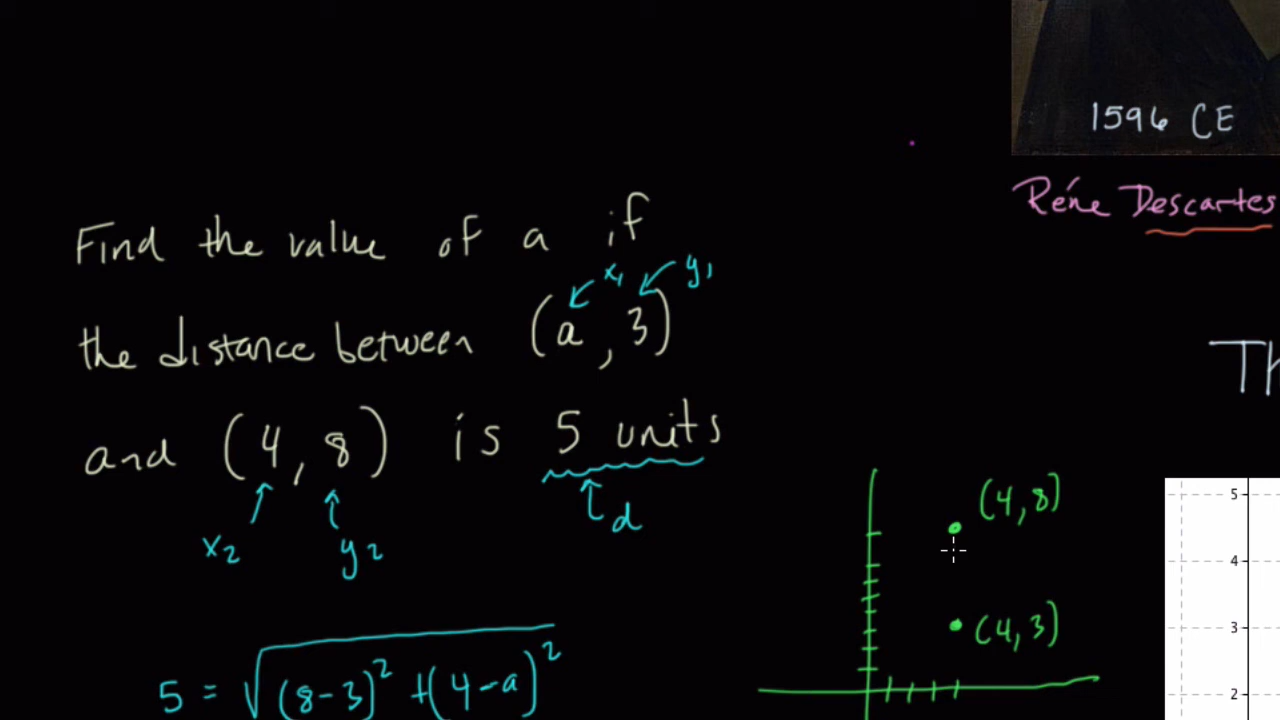 1596 CE
Réne Descartes
Find the value of a if
x₁ y₁
the distance between (a, 3)
and (4, 8) is 5 units
x₂ y₂ d
5 = √(8-3)² + (4-a)²
(4, 8)
(4, 3)
5
4
3
2